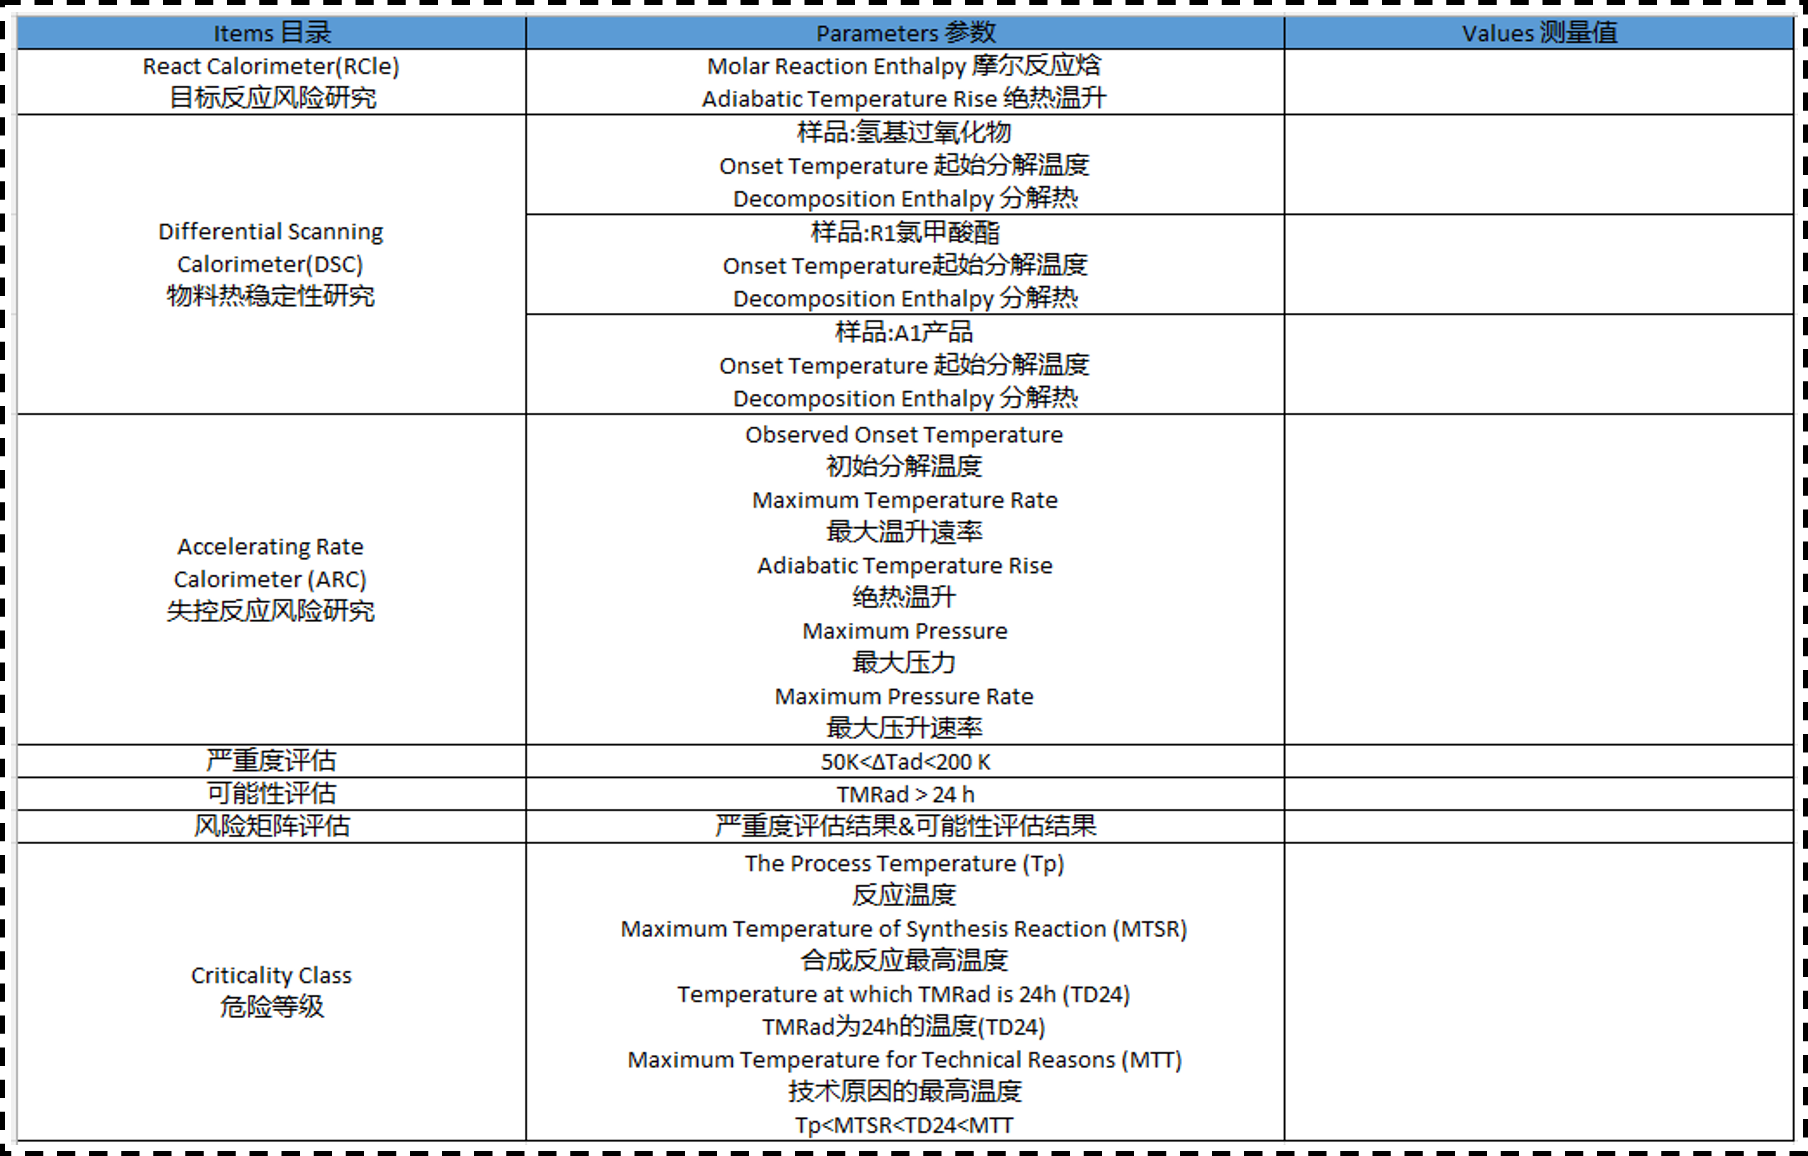 Items 目录
Parameters 参数
Values 测量值
React Calorimeter(RCle)
目标反应风险研究
Molar Reaction Enthalpy 摩尔反应焓
Adiabatic Temperature Rise 绝热温升
Differential Scanning
Calorimeter(DSC)
物料热稳定性研究
样品:氢基过氧化物
Onset Temperature 起始分解温度
Decomposition Enthalpy 分解热
样品:R1氯甲酸酯
Onset Temperature起始分解温度
Decomposition Enthalpy 分解热
样品:A1产品
Onset Temperature 起始分解温度
Decomposition Enthalpy 分解热
Accelerating Rate
Calorimeter (ARC)
失控反应风险研究
Observed Onset Temperature
初始分解温度
Maximum Temperature Rate
最大温升遠率
Adiabatic Temperature Rise
绝热温升
Maximum Pressure
最大压力
Maximum Pressure Rate
最大压升速率
严重度评估
50K<ΔTad<200 K
可能性评估
TMRad > 24 h
风险矩阵评估
严重度评估结果&可能性评估结果
Criticality Class
危险等级
The Process Temperature (Tp)
反应温度
Maximum Temperature of Synthesis Reaction (MTSR)
合成反应最高温度
Temperature at which TMRad is 24h (TD24)
TMRad为24h的温度(TD24)
Maximum Temperature for Technical Reasons (MTT)
技术原因的最高温度
Tp<MTSR<TD24<MTT